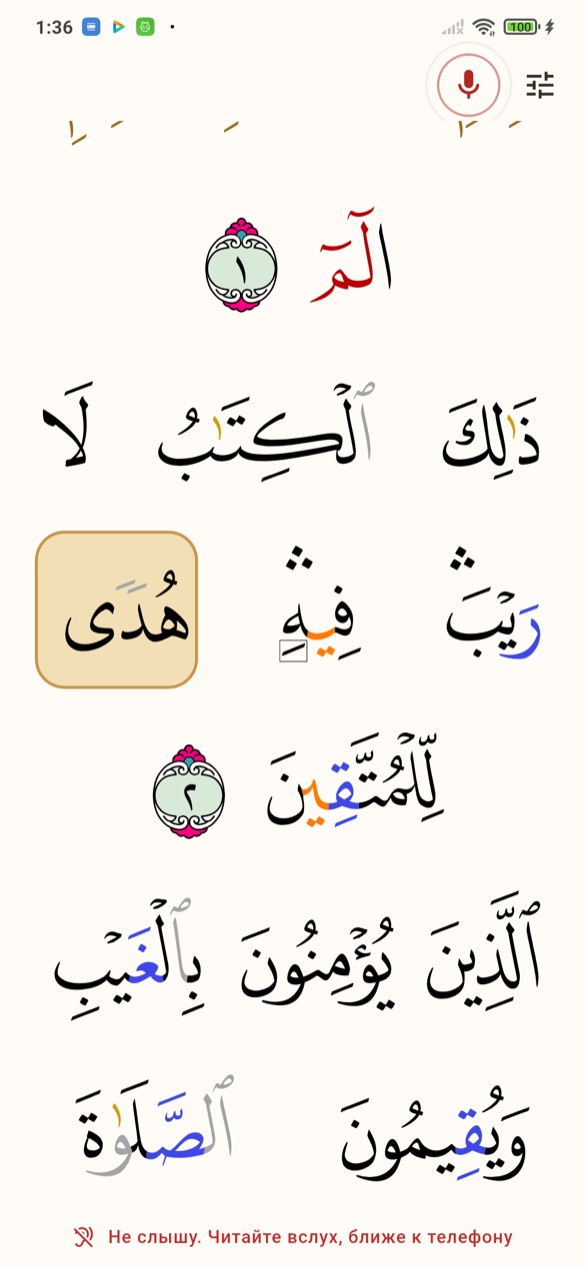 1:36 100
الٓمٓ ١
ذَٰلِكَ ٱلْكِتَـٰبُ لَا
رَيْبَ ۛ فِيهِ ۛ هُدًى
لِّلْمُتَّقِينَ ٢
ٱلَّذِينَ يُؤْمِنُونَ بِٱلْغَيْبِ
وَيُقِيمُونَ ٱلصَّلَوٰةَ
Не слышу. Читайте вслух, ближе к телефону